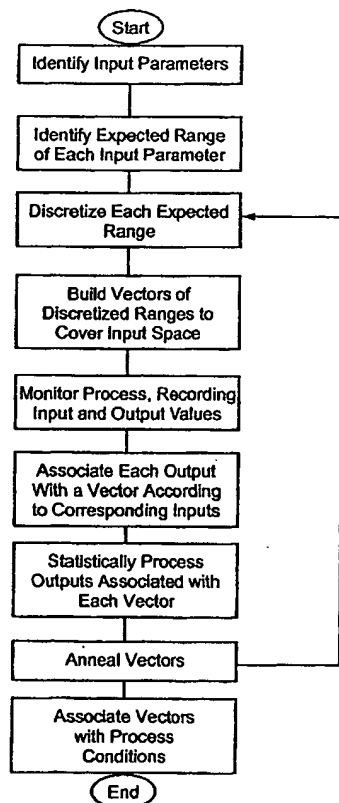 Start
Identify Input Parameters
Identify Expected Range
of Each Input Parameter
Discretize Each Expected
Range
Build Vectors of
Discretized Ranges to
Cover Input Space
Monitor Process, Recording
Input and Output Values
Associate Each Output
With a Vector According
to Corresponding Inputs
Statistically Process
Outputs Associated with
Each Vector
Anneal Vectors
Associate Vectors
with Process
Conditions
End